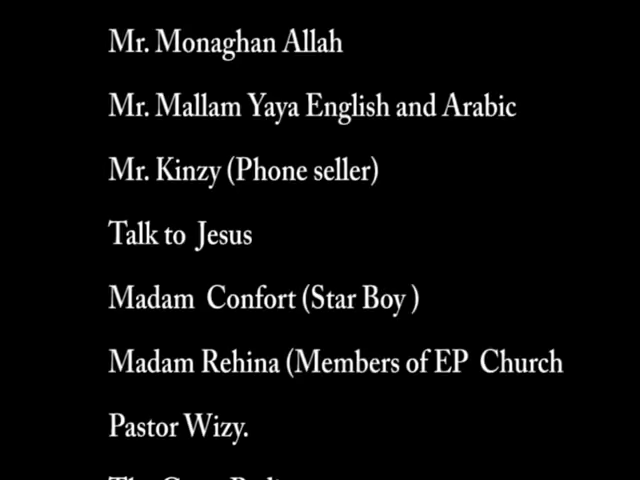 Mr. Monaghan Allah
Mr. Mallam Yaya English and Arabic
Mr. Kinzy (Phone seller)
Talk to Jesus
Madam Confort (Star Boy )
Madam Rehina (Members of EP Church
Pastor Wizy.